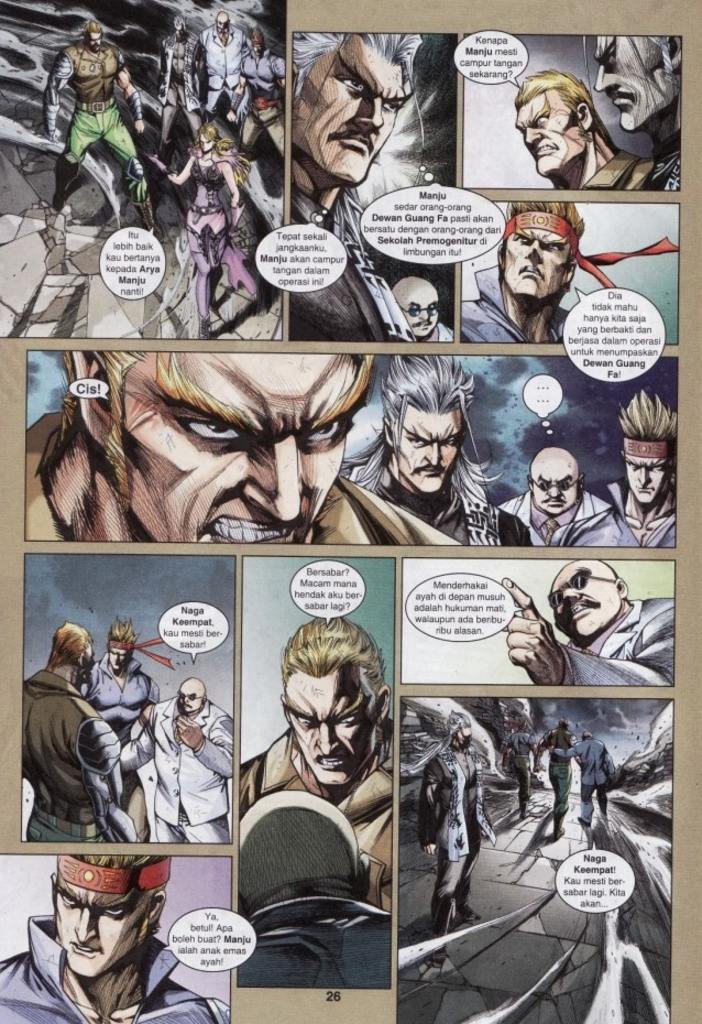 Itu
lebih baik
kau bertanya
kepada Arya
Manju
nanti!
Tepat sekali
jangkaanku,
Manju akan campur
tangan dalam
operasi ini!
Kenapa
Manju mesti
campur tangan
sekarang?
Manju
sedar orang-orang
Dewan Guang Fa pasti akan
bersatu dengan orang-orang dari
Sekolah Premogenitur di
limbungan itu!
Dia
tidak mahu
hanya kita saja
yang berbakti dan
berjasa dalam operasi
untuk menumpaskan
Dewan Guang
Fa!
Cis!
...
...
Naga
Keempat,
kau mesti ber-
sabar!
Bersabar?
Macam mana
hendak aku ber-
sabar lagi?
Menderhakai
ayah di depan musuh
adalah hukuman mati,
walaupun ada beribu-
ribu alasan.
Ya,
betul! Apa
boleh buat? Manju
ialah anak emas
ayah!
Naga
Keempat!
Kau mesti ber-
sabar lagi. Kita
akan...
26